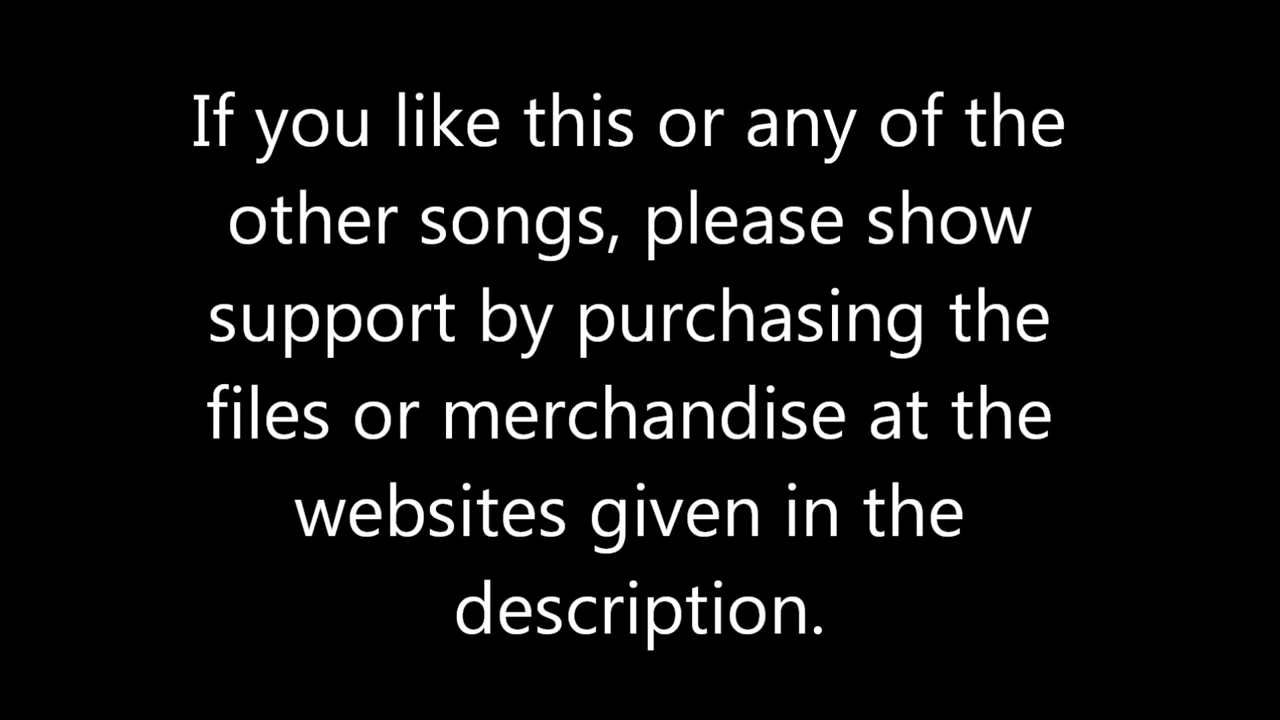 If you like this or any of the
other songs, please show
support by purchasing the
files or merchandise at the
websites given in the
description.